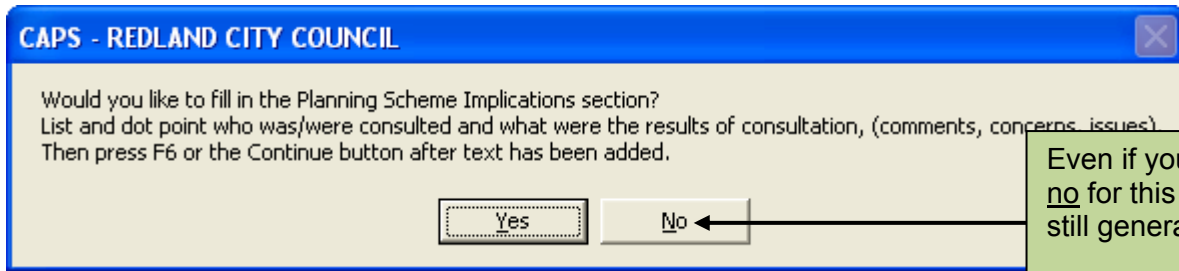 CAPS - REDLAND CITY COUNCIL
Would you like to fill in the Planning Scheme Implications section?
List and dot point who was/were consulted and what were the results of consultation, (comments, concerns, issues)
Then press F6 or the Continue button after text has been added.
Yes
No
Even if you
no for this
still genera